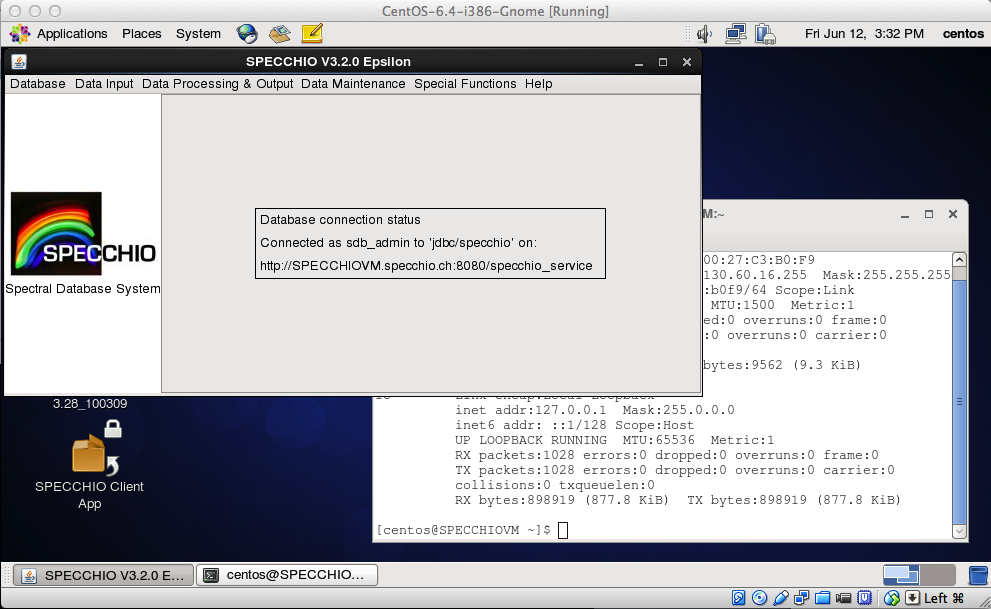 CentOS-6.4-i386-Gnome [Running]
Applications Places System Fri Jun 12, 3:32 PM centos
SPECCHIO V3.2.0 Epsilon
Database Data Input Data Processing & Output Data Maintenance Special Functions Help
SPECCHIO
Spectral Database System
Database connection status
Connected as sdb_admin to 'jdbc/specchio' on:
http://SPECCHIOVM.specchio.ch:8080/specchio_service
M:~
00:27:C3:B0:F9
130.60.16.255 Mask:255.255.255
:b0f9/64 Scope:Link
MTU:1500 Metric:1
ed:0 overruns:0 frame:0
:0 overruns:0 carrier:0
bytes:9562 (9.3 KiB)
inet addr:127.0.0.1 Mask:255.0.0.0
inet6 addr: ::1/128 Scope:Host
UP LOOPBACK RUNNING MTU:65536 Metric:1
RX packets:1028 errors:0 dropped:0 overruns:0 frame:0
TX packets:1028 errors:0 dropped:0 overruns:0 carrier:0
collisions:0 txqueuelen:0
RX bytes:898919 (877.8 KiB) TX bytes:898919 (877.8 KiB)
[centos@SPECCHIOVM ~]$
3.28_100309
SPECCHIO Client
App
SPECCHIO V3.2.0 E... centos@SPECCHIO...
Left ⌘